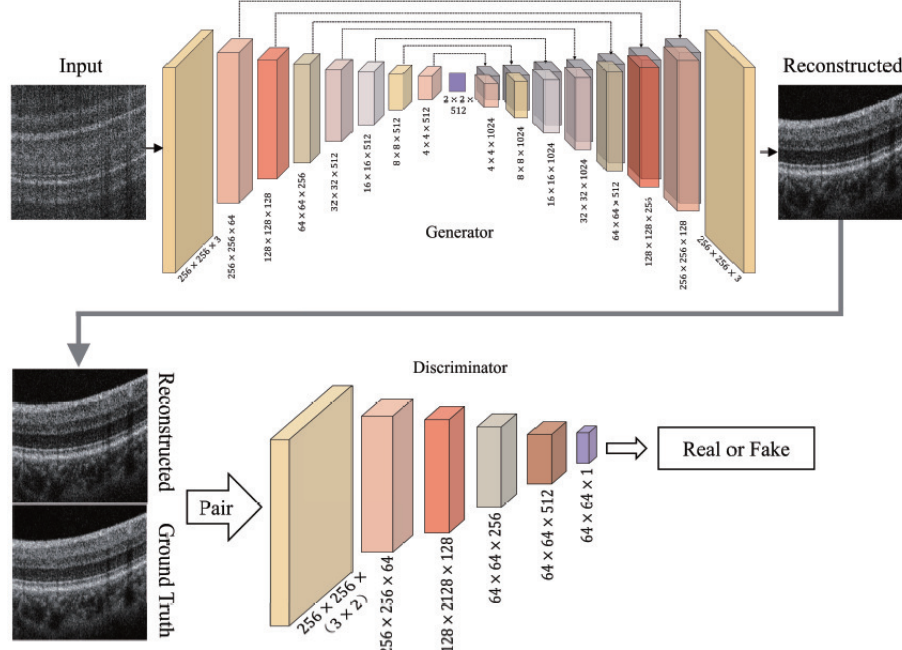 Input
Reconstructed
256 × 256 × 3
256 × 256 × 64
128 × 128 × 128
64 × 64 × 256
32 × 32 × 512
16 × 16 × 512
8 × 8 × 512
4 × 4 × 512
2 × 2 ×
512
4 × 4 × 1024
8 × 8 × 1024
16 × 16 × 1024
32 × 32 × 1024
64 × 64 × 512
128 × 128 × 256
256 × 256 × 128
256 × 256 × 3
Generator
Discriminator
Reconstructed
Ground Truth
Pair
256 × 256 ×
(3 × 2)
256 × 256 × 64
128 × 2128 × 128
64 × 64 × 256
64 × 64 × 512
64 × 64 × 1
Real or Fake